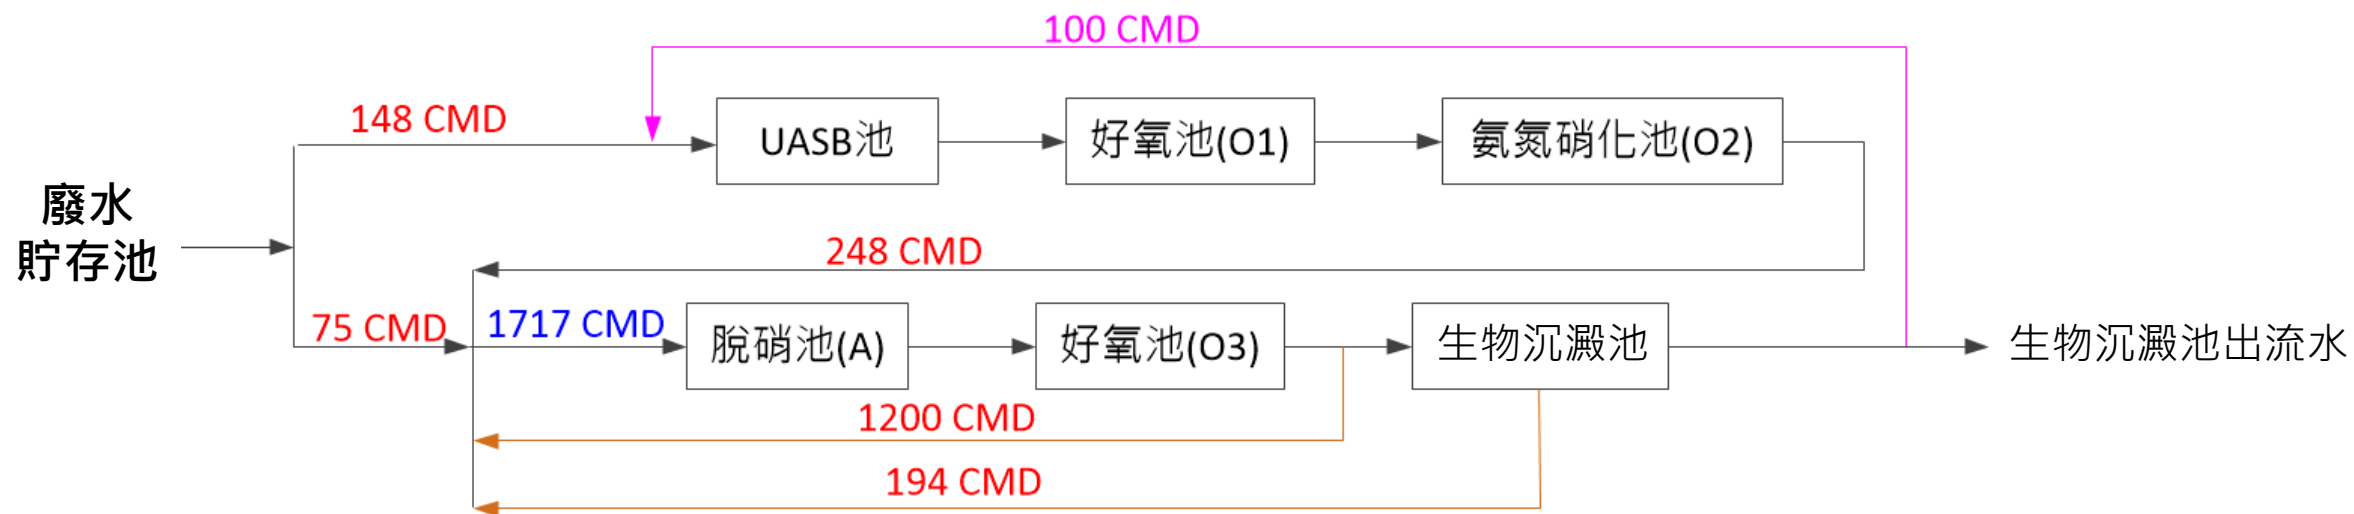 100 CMD
148 CMD
UASB池
好氧池(O1)
氨氮硝化池(O2)
廢水
貯存池
248 CMD
75 CMD
1717 CMD
脫硝池(A)
好氧池(O3)
生物沉澱池
生物沉澱池出流水
1200 CMD
194 CMD